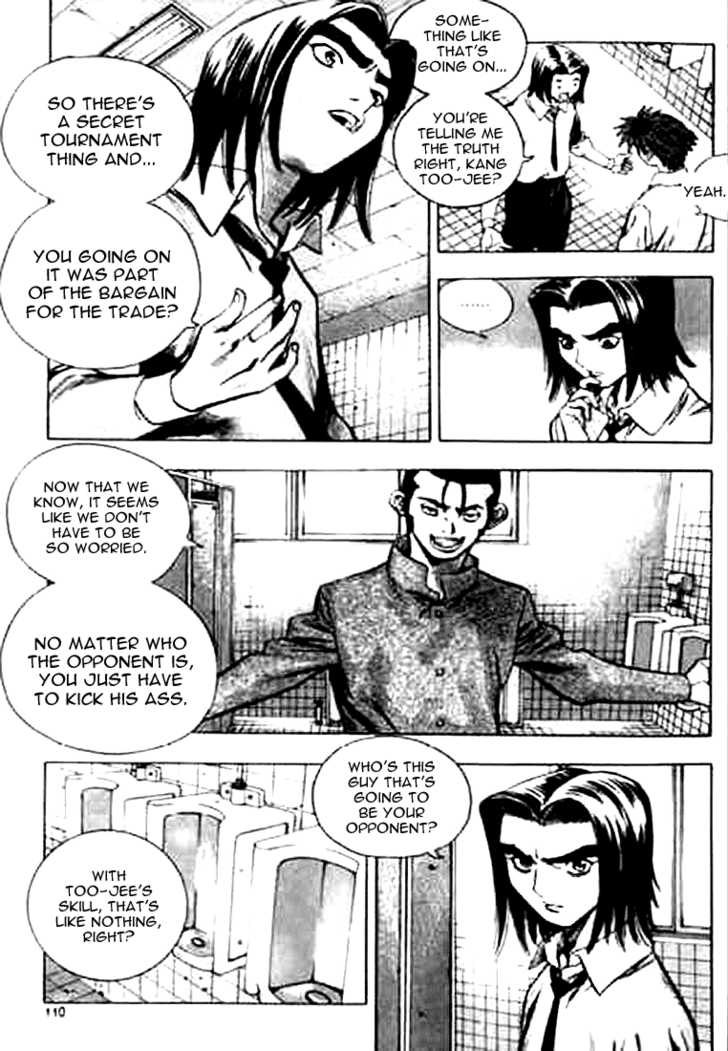 SO THERE'S
A SECRET
TOURNAMENT
THING AND...
YOU GOING ON
IT WAS PART
OF THE BARGAIN
FOR THE TRADE?
SOME-
THING LIKE
THAT'S
GOING ON...
YOU'RE
TELLING ME
THE TRUTH
RIGHT, KANG
TOO-JEE?
YEAH.
......
NOW THAT WE
KNOW, IT SEEMS
LIKE WE DON'T
HAVE TO BE
SO WORRIED.
NO MATTER WHO
THE OPPONENT IS,
YOU JUST HAVE
TO KICK HIS ASS.
WITH
TOO-JEE'S
SKILL, THAT'S
LIKE NOTHING,
RIGHT?
WHO'S THIS
GUY THAT'S
GOING TO
BE YOUR
OPPONENT?
110